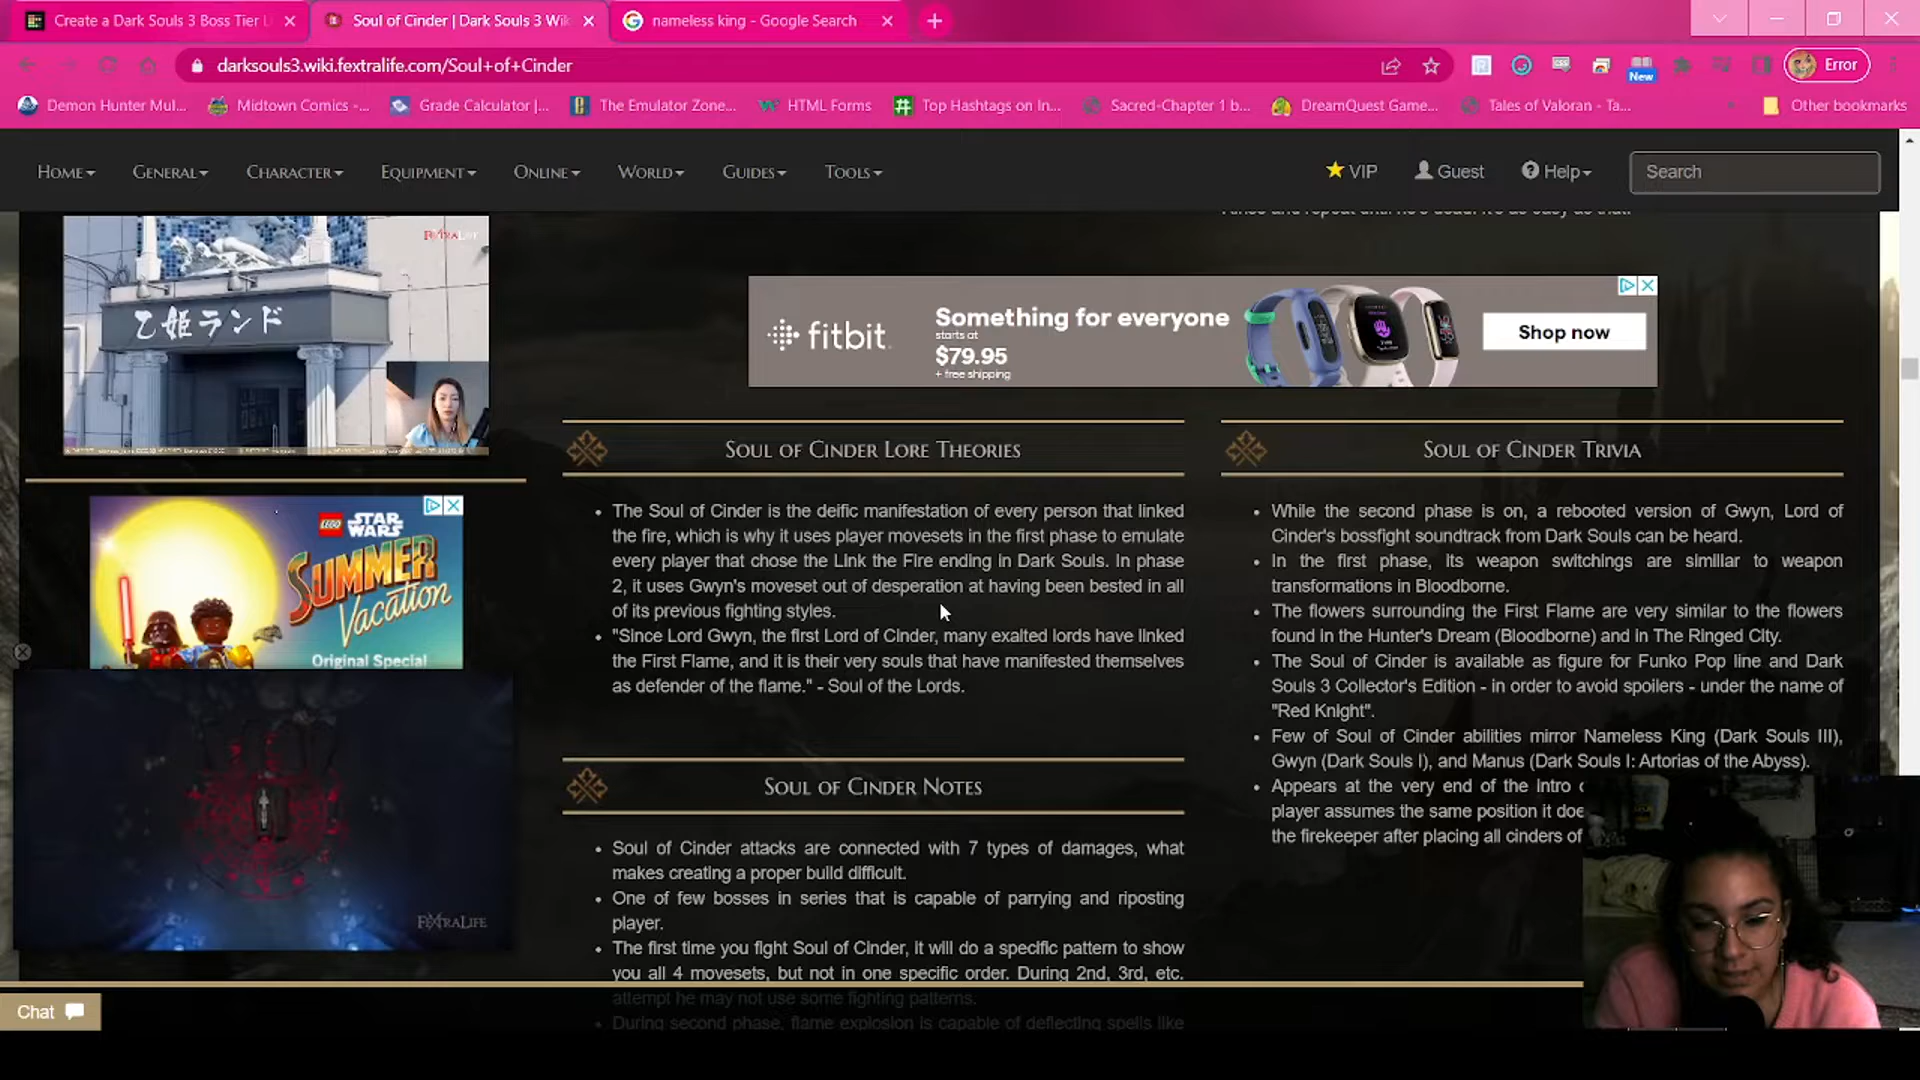 Create a Dark Souls 3 Boss Tier L
Soul of Cinder | Dark Souls 3 Wik
nameless king - Google Search
darksouls3.wiki.fextralife.com/Soul+of+Cinder
New
Error
Demon Hunter Mul...
Midtown Comics -...
Grade Calculator |...
The Emulator Zone...
HTML Forms
Top Hashtags on In...
Sacred-Chapter 1 b...
DreamQuest Game...
Tales of Valoran - Ta...
Other bookmarks
HOME
GENERAL
CHARACTER
EQUIPMENT
ONLINE
WORLD
GUIDES
TOOLS
VIP
Guest
Help
Search
FEXTRALIFE
乙姫ランド
fitbit
Something for everyone
starts at
$79.95
+ free shipping
Shop now
LEGO STAR WARS
SUMMER
Vacation
Original Special
FEXTRALIFE
SOUL OF CINDER LORE THEORIES
The Soul of Cinder is the deific manifestation of every person that linked
the fire, which is why it uses player movesets in the first phase to emulate
every player that chose the Link the Fire ending in Dark Souls. In phase
2, it uses Gwyn's moveset out of desperation at having been bested in all
of its previous fighting styles.
"Since Lord Gwyn, the first Lord of Cinder, many exalted lords have linked
the First Flame, and it is their very souls that have manifested themselves
as defender of the flame." - Soul of the Lords.
SOUL OF CINDER NOTES
Soul of Cinder attacks are connected with 7 types of damages, what
makes creating a proper build difficult.
One of few bosses in series that is capable of parrying and riposting
player.
The first time you fight Soul of Cinder, it will do a specific pattern to show
you all 4 movesets, but not in one specific order. During 2nd, 3rd, etc.
attempt he may not use some fighting patterns.
During second phase, flame explosion is capable of deflecting spells like
SOUL OF CINDER TRIVIA
While the second phase is on, a rebooted version of Gwyn, Lord of
Cinder's bossfight soundtrack from Dark Souls can be heard.
In the first phase, its weapon switchings are simillar to weapon
transformations in Bloodborne.
The flowers surrounding the First Flame are very similar to the flowers
found in the Hunter's Dream (Bloodborne) and in The Ringed City.
The Soul of Cinder is available as figure for Funko Pop line and Dark
Souls 3 Collector's Edition - in order to avoid spoilers - under the name of
"Red Knight".
Few of Soul of Cinder abilities mirror Nameless King (Dark Souls III),
Gwyn (Dark Souls I), and Manus (Dark Souls I: Artorias of the Abyss).
Appears at the very end of the Intro
player assumes the same position it doe
the firekeeper after placing all cinders of
Chat